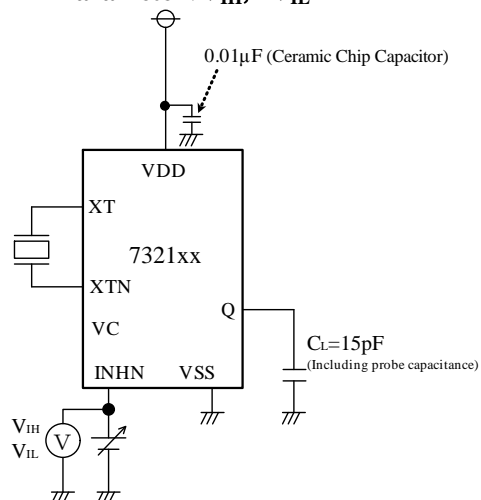 0.01μF (Ceramic Chip Capacitor)
VDD
XT
7321xx
XTN
Q
VC
CL=15pF
(Including probe capacitance)
INHN VSS
VIH
VIL
V